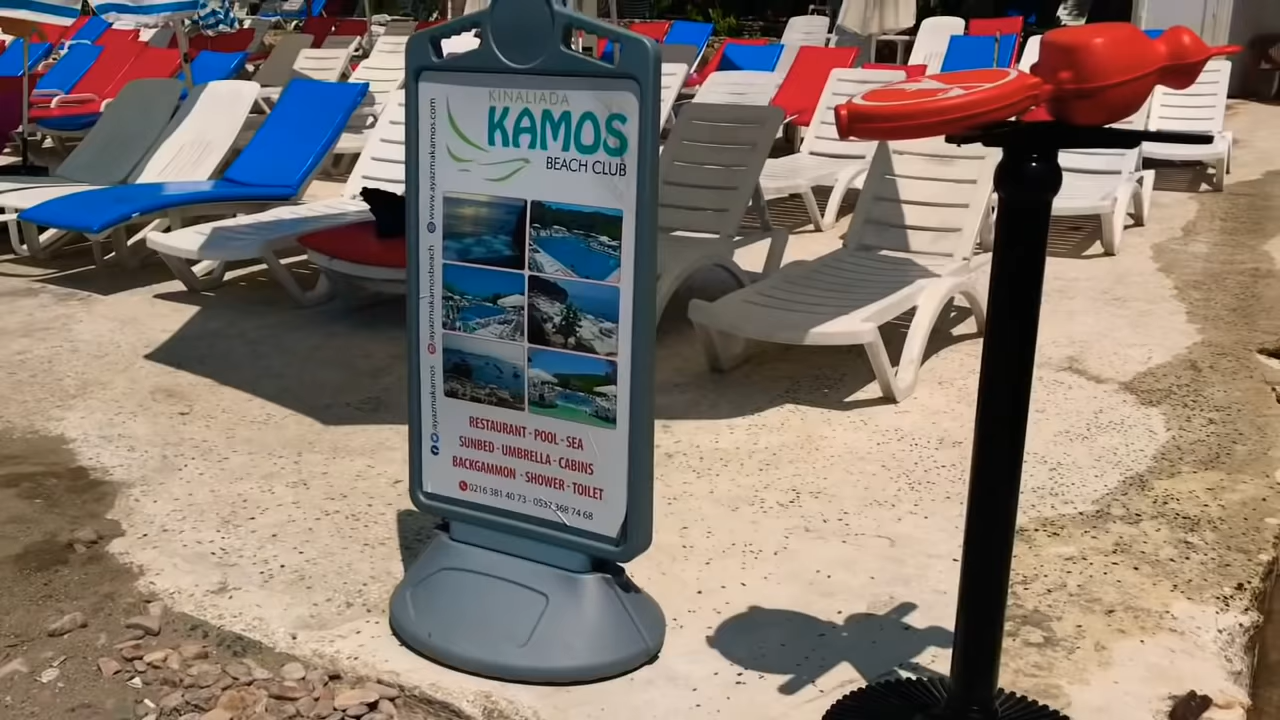 KINALIADA
KAMOS
BEACH CLUB
www.ayazmakamos.com
/ayazmakamosbeach
/ayazmakamos
RESTAURANT - POOL - SEA
SUNBED - UMBRELLA - CABINS
BACKGAMMON - SHOWER - TOILET
0216 381 40 73 - 0537 368 74 68